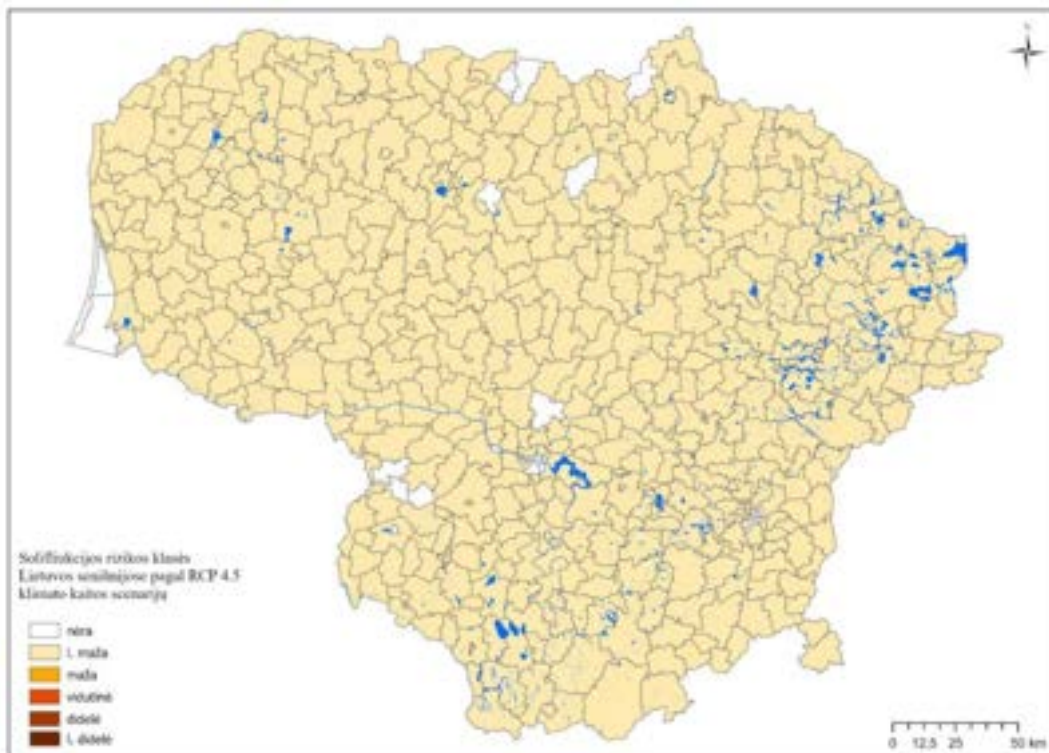 N
Solifliukcijos rizikos klasės
Lietuvos seniūnijose pagal RCP 4.5
klimato kaitos scenarijų
nėra
l. maža
maža
vidutinė
didelė
l. didelė
0 12,5 25 50 km